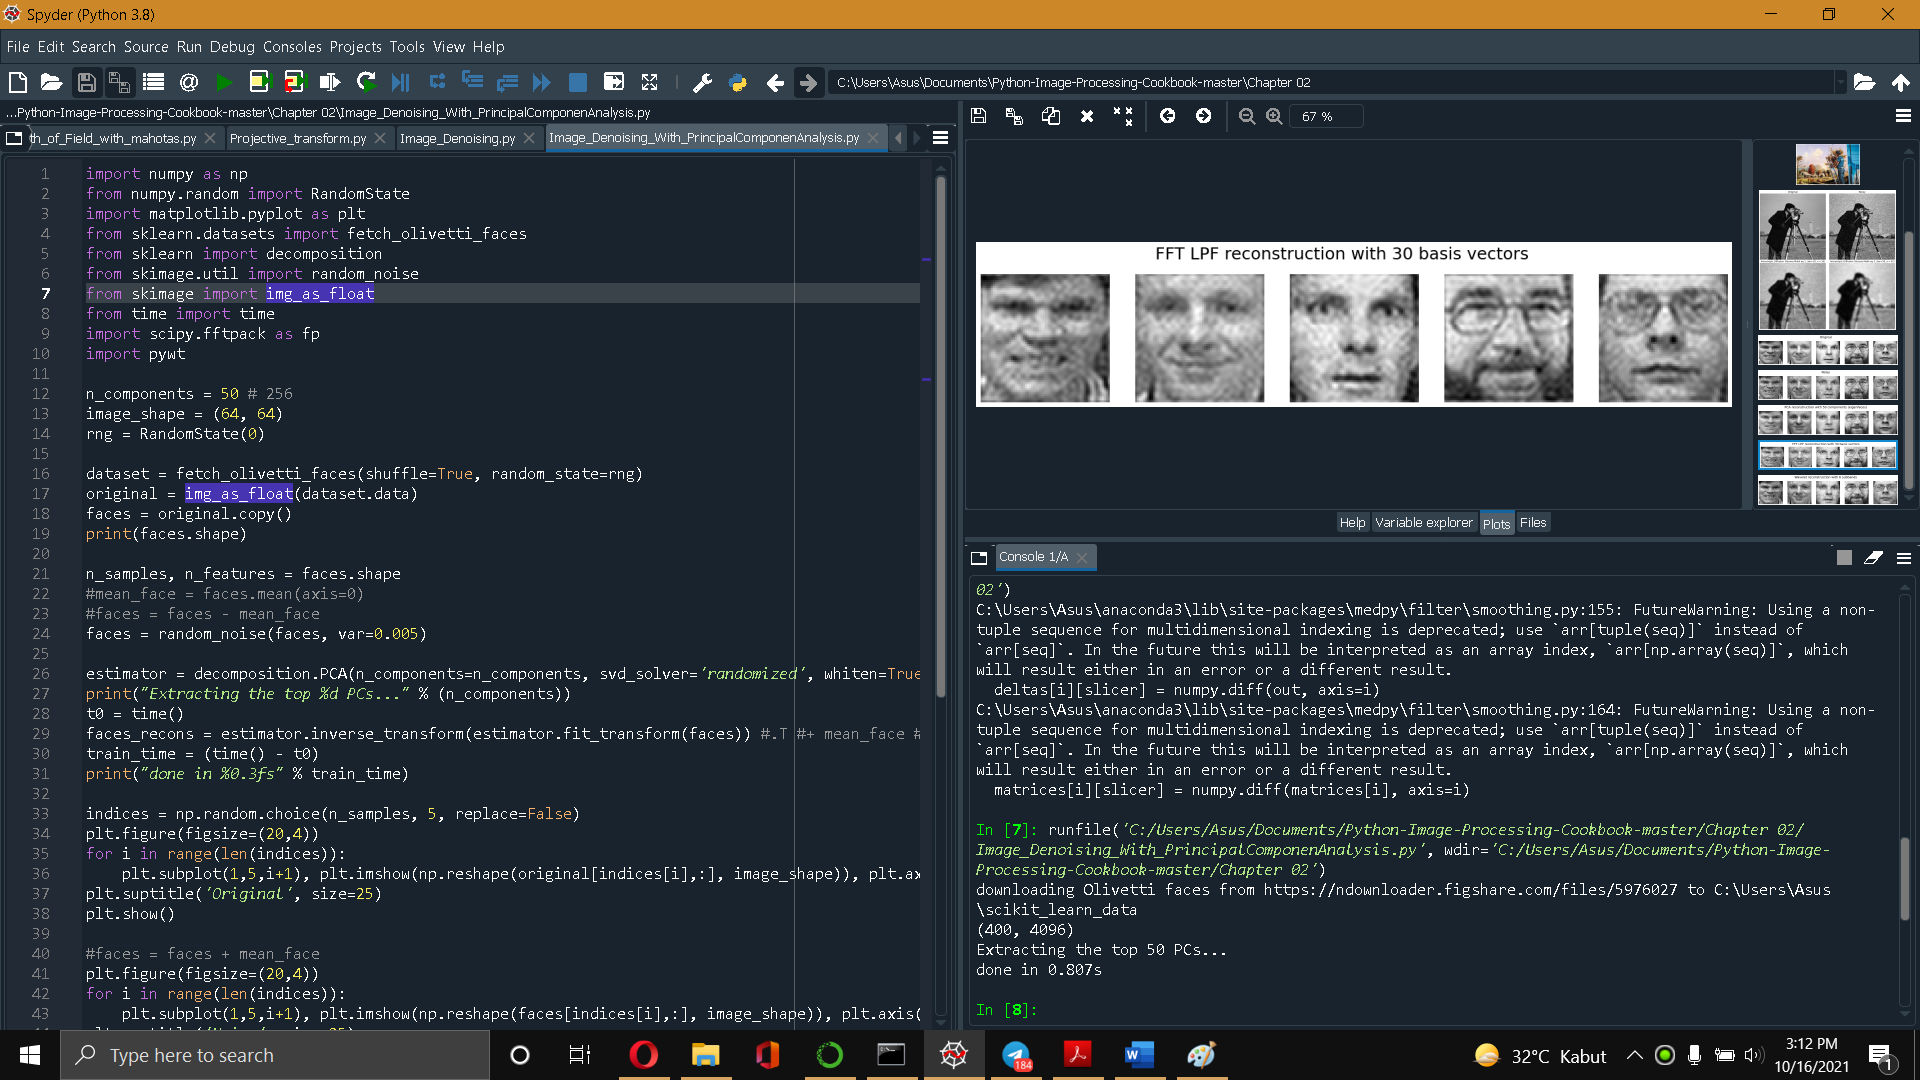 Spyder (Python 3.8)
File Edit Search Source Run Debug Consoles Projects Tools View Help
C:\Users\Asus\Documents\Python-Image-Processing-Cookbook-master\Chapter 02
...Python-Image-Processing-Cookbook-master\Chapter 02\Image_Denoising_With_PrincipalComponenAnalysis.py
th_of_Field_with_mahotas.py Projective_transform.py Image_Denoising.py Image_Denoising_With_PrincipalComponenAnalysis.py
1 import numpy as np
2 from numpy.random import RandomState
3 import matplotlib.pyplot as plt
4 from sklearn.datasets import fetch_olivetti_faces
5 from sklearn import decomposition
6 from skimage.util import random_noise
7 from skimage import img_as_float
8 from time import time
9 import scipy.fftpack as fp
10 import pywt
11
12 n_components = 50 # 256
13 image_shape = (64, 64)
14 rng = RandomState(0)
15
16 dataset = fetch_olivetti_faces(shuffle=True, random_state=rng)
17 original = img_as_float(dataset.data)
18 faces = original.copy()
19 print(faces.shape)
20
21 n_samples, n_features = faces.shape
22 #mean_face = faces.mean(axis=0)
23 #faces = faces - mean_face
24 faces = random_noise(faces, var=0.005)
25
26 estimator = decomposition.PCA(n_components=n_components, svd_solver='randomized', whiten=True
27 print("Extracting the top %d PCs..." % (n_components))
28 t0 = time()
29 faces_recons = estimator.inverse_transform(estimator.fit_transform(faces)) #.T #+ mean_face #
30 train_time = (time() - t0)
31 print("done in %0.3fs" % train_time)
32
33 indices = np.random.choice(n_samples, 5, replace=False)
34 plt.figure(figsize=(20,4))
35 for i in range(len(indices)):
36 plt.subplot(1,5,i+1), plt.imshow(np.reshape(original[indices[i],:], image_shape)), plt.ax
37 plt.suptitle('Original', size=25)
38 plt.show()
39
40 #faces = faces + mean_face
41 plt.figure(figsize=(20,4))
42 for i in range(len(indices)):
43 plt.subplot(1,5,i+1), plt.imshow(np.reshape(faces[indices[i],:], image_shape)), plt.axis(
67 %
FFT LPF reconstruction with 30 basis vectors
Help Variable explorer Plots Files
Console 1/A
02')
C:\Users\Asus\anaconda3\lib\site-packages\medpy\filter\smoothing.py:155: FutureWarning: Using a non-
tuple sequence for multidimensional indexing is deprecated; use `arr[tuple(seq)]` instead of
`arr[seq]`. In the future this will be interpreted as an array index, `arr[np.array(seq)]`, which
will result either in an error or a different result.
deltas[i][slicer] = numpy.diff(out, axis=i)
C:\Users\Asus\anaconda3\lib\site-packages\medpy\filter\smoothing.py:164: FutureWarning: Using a non-
tuple sequence for multidimensional indexing is deprecated; use `arr[tuple(seq)]` instead of
`arr[seq]`. In the future this will be interpreted as an array index, `arr[np.array(seq)]`, which
will result either in an error or a different result.
matrices[i][slicer] = numpy.diff(matrices[i], axis=i)
In [7]: runfile('C:/Users/Asus/Documents/Python-Image-Processing-Cookbook-master/Chapter 02/
Image_Denoising_With_PrincipalComponenAnalysis.py', wdir='C:/Users/Asus/Documents/Python-Image-
Processing-Cookbook-master/Chapter 02')
downloading Olivetti faces from https://ndownloader.figshare.com/files/5976027 to C:\Users\Asus
\scikit_learn_data
(400, 4096)
Extracting the top 50 PCs...
done in 0.807s
In [8]:
Type here to search
184
32°C Kabut
3:12 PM
10/16/2021
1